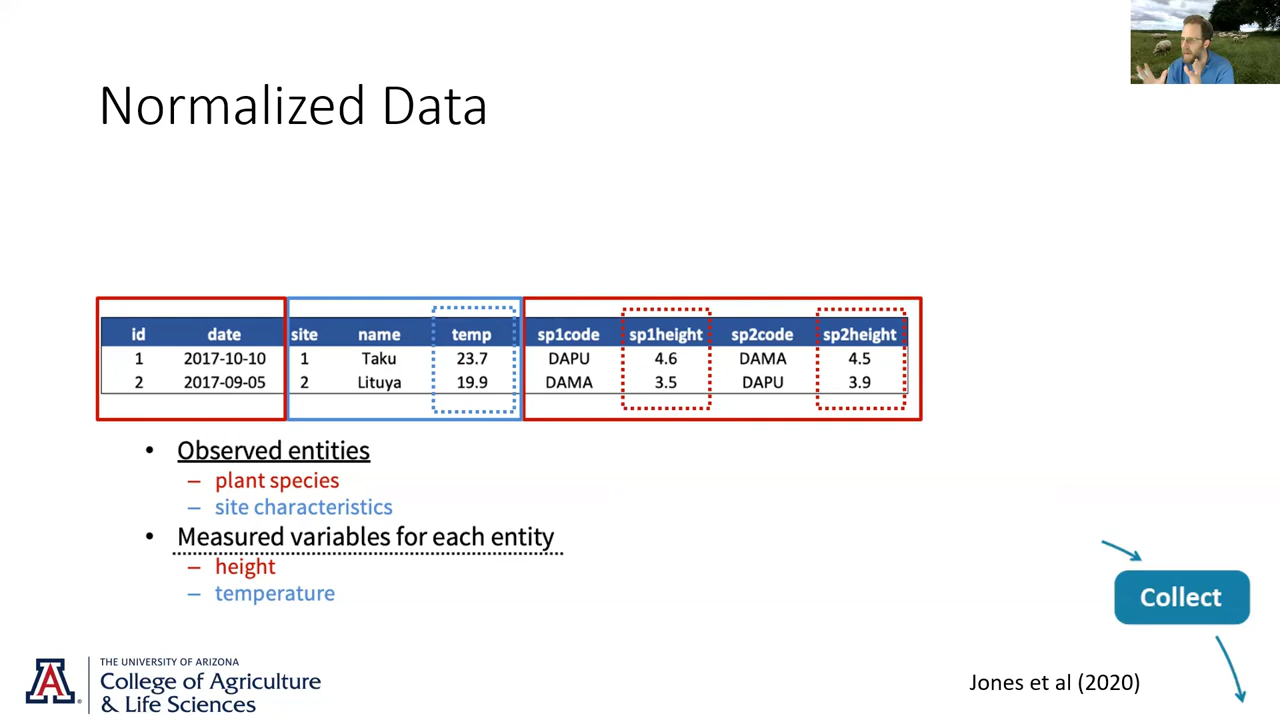 Normalized Data
id date site name temp sp1code sp1height sp2code sp2height
1 2017-10-10 1 Taku 23.7 DAPU 4.6 DAMA 4.5
2 2017-09-05 2 Lituya 19.9 DAMA 3.5 DAPU 3.9
• Observed entities
– plant species
– site characteristics
• Measured variables for each entity
– height
– temperature
Collect
A
THE UNIVERSITY OF ARIZONA
College of Agriculture
& Life Sciences
Jones et al (2020)